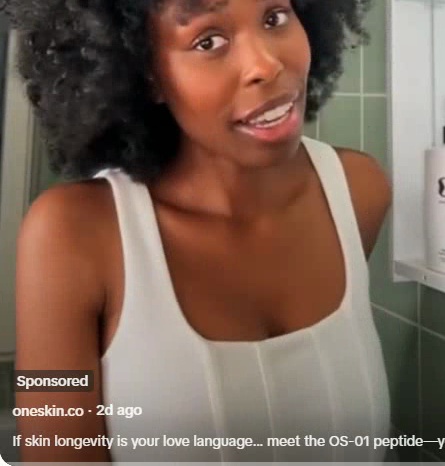 Sponsored
oneskin.co · 2d ago
If skin longevity is your love language... meet the OS-01 peptide—y